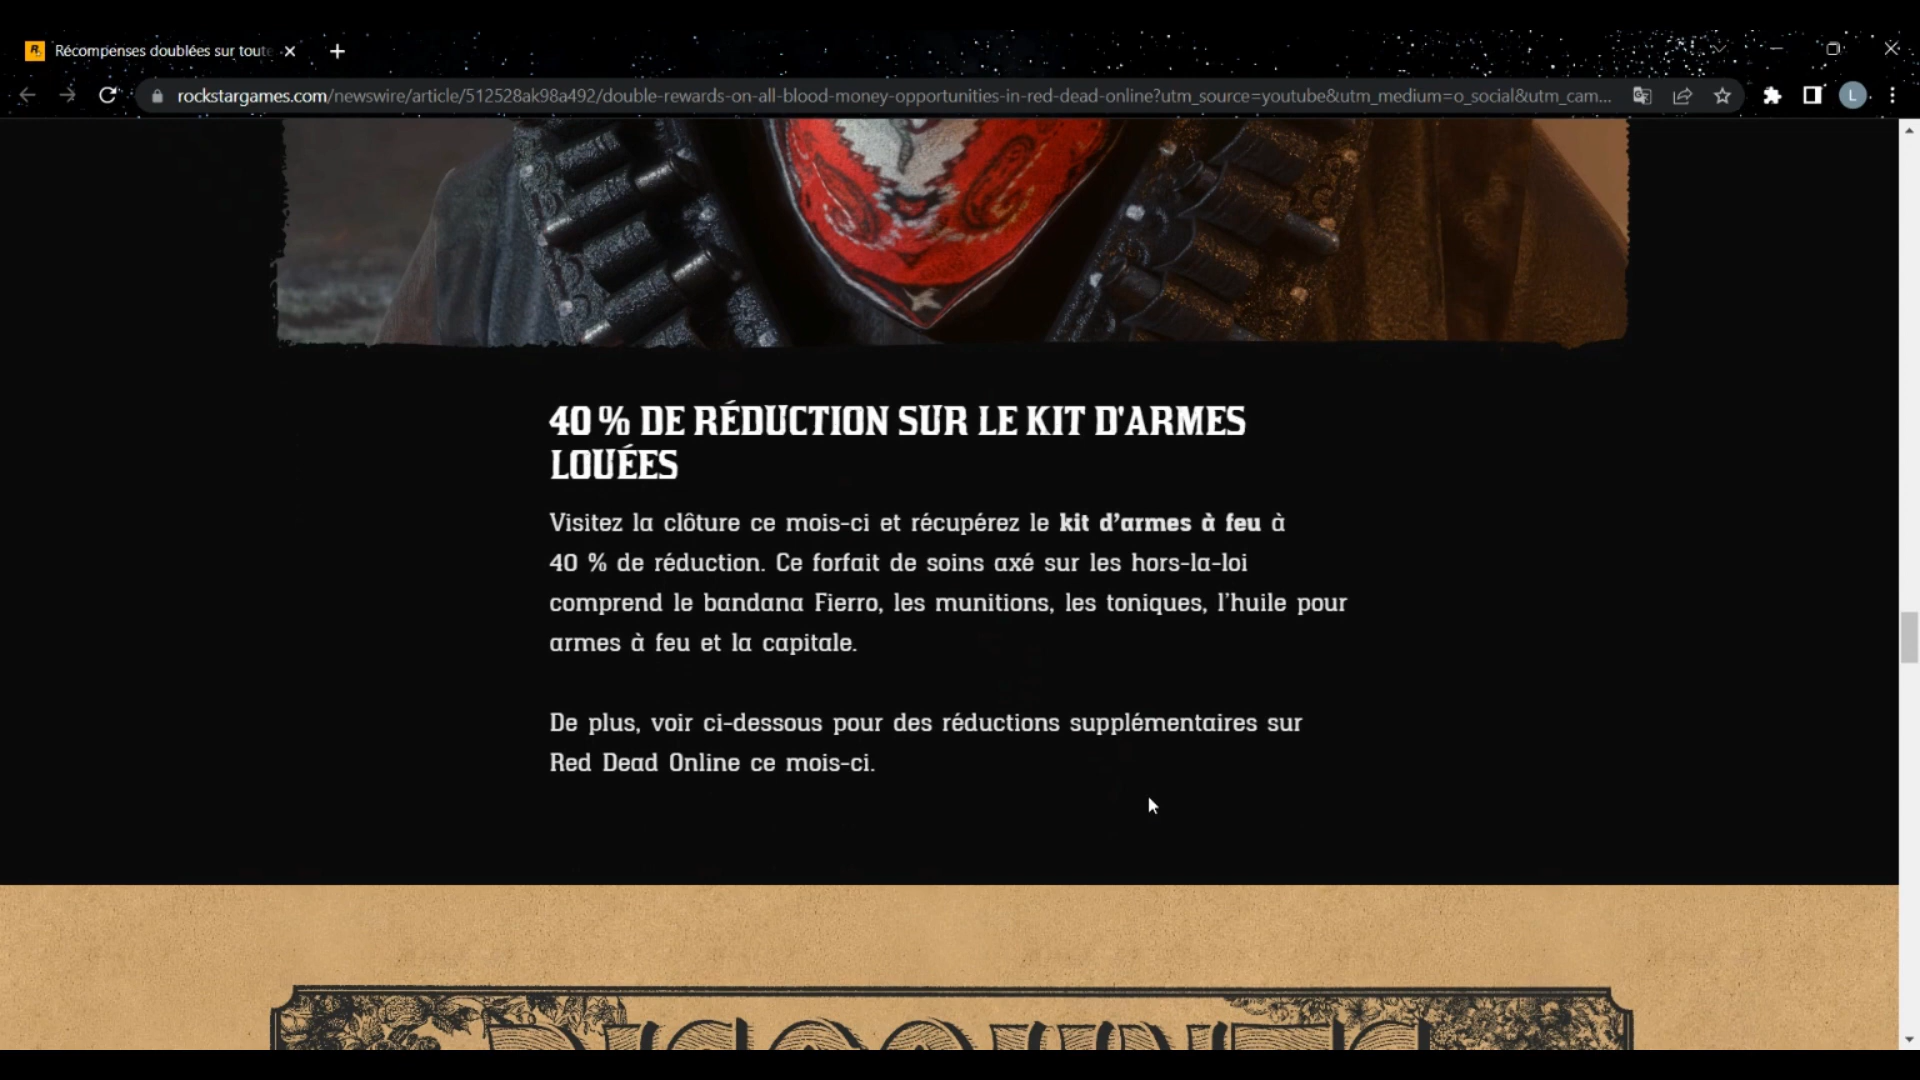 Récompenses doublées sur toute
rockstargames.com/newswire/article/512528ak98a492/double-rewards-on-all-blood-money-opportunities-in-red-dead-online?utm_source=youtube&utm_medium=o_social&utm_cam...
L
40 % DE RÉDUCTION SUR LE KIT D'ARMES
LOUÉES
Visitez la clôture ce mois-ci et récupérez le kit d’armes à feu à
40 % de réduction. Ce forfait de soins axé sur les hors-la-loi
comprend le bandana Fierro, les munitions, les toniques, l’huile pour
armes à feu et la capitale.
De plus, voir ci-dessous pour des réductions supplémentaires sur
Red Dead Online ce mois-ci.
DISCOUNTS